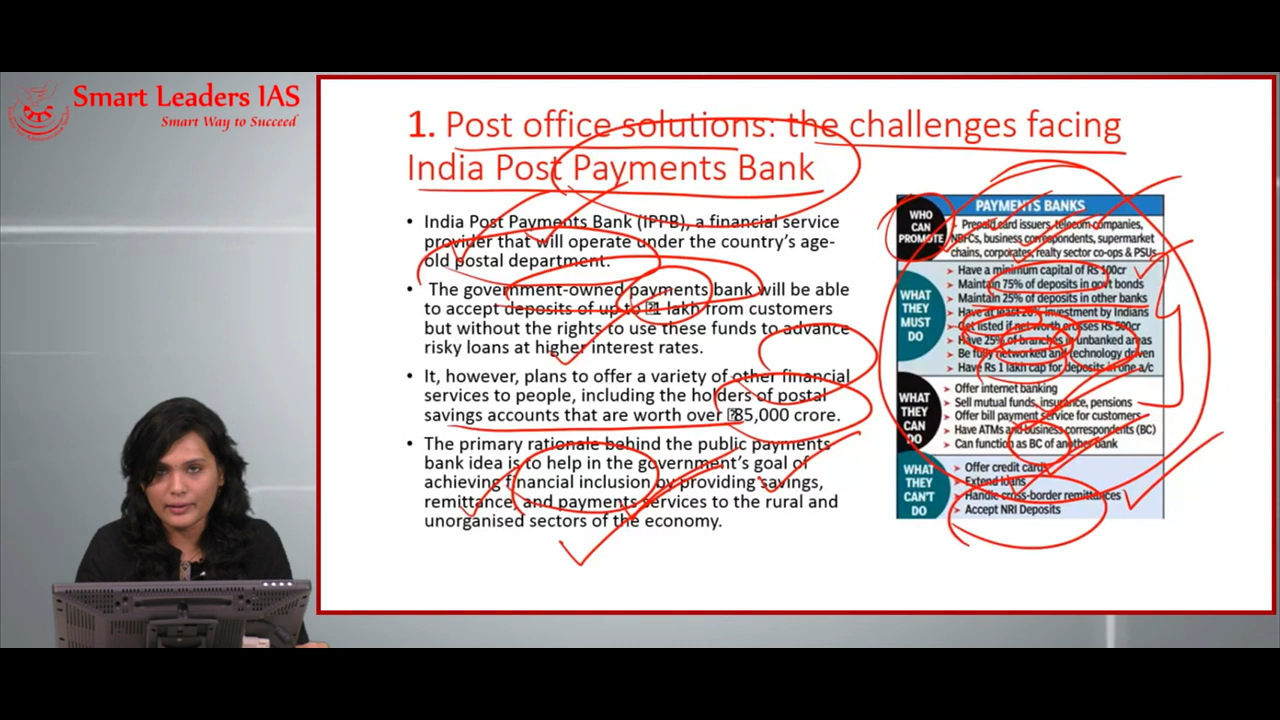 Smart Leaders IAS
Smart Way to Succeed
1. Post office solutions: the challenges facing
India Post Payments Bank
• India Post Payments Bank (IPPB), a financial service
provider that will operate under the country's age-
old postal department.
• The government-owned payments bank will be able
to accept deposits of up to 1 lakh from customers
but without the rights to use these funds to advance
risky loans at higher interest rates.
• It, however, plans to offer a variety of other financial
services to people, including the holders of postal
savings accounts that are worth over 85,000 crore.
• The primary rationale behind the public payments
bank idea is to help in the government's goal of
achieving financial inclusion by providing savings,
remittance, and payments services to the rural and
unorganised sectors of the economy.
PAYMENTS BANKS
WHO
CAN
PROMOTE
Prepaid card issuers, telecom companies,
NBFCs, business correspondents, supermarket
chains, corporates, realty sector co-ops & PSUs
WHAT
THEY
MUST
DO
Have a minimum capital of Rs 100cr
Maintain 75% of deposits in govt bonds
Maintain 25% of deposits in other banks
Have at least 26% investment by Indians
Get listed if net worth crosses Rs 500cr
Have 25% of branches in unbanked areas
Be fully networked and technology driven
Have Rs 1 lakh cap for deposits in one a/c
WHAT
THEY
CAN
DO
Offer internet banking
Sell mutual funds, insurance, pensions
Offer bill payment service for customers
Have ATMs and business correspondents (BC)
Can function as BC of another bank
WHAT
THEY
CAN'T
DO
Offer credit cards
Extend loans
Handle cross-border remittances
Accept NRI Deposits